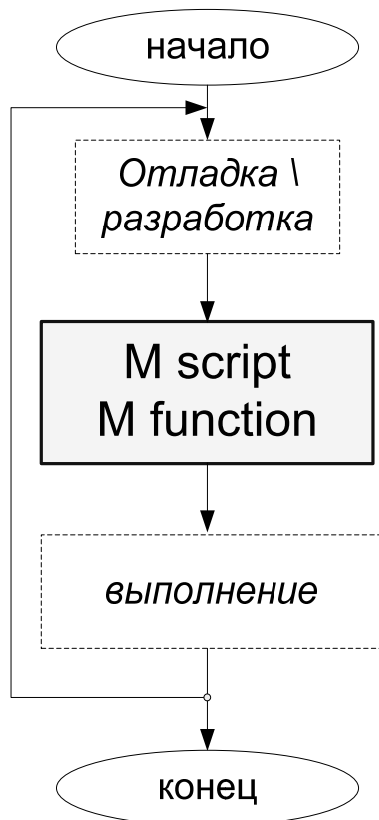 начало
Отладка \
разработка
M script
M function
выполнение
конец